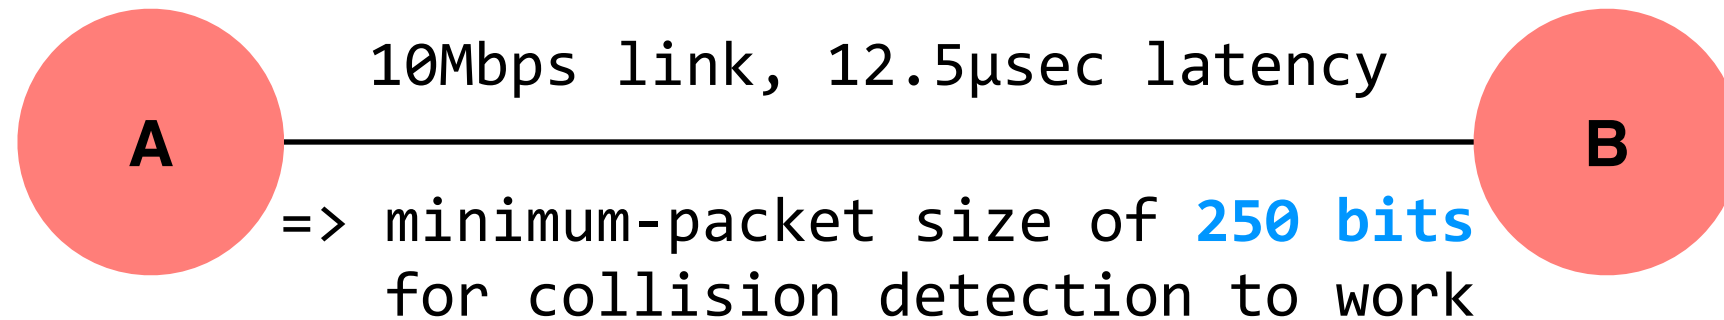 10Mbps link, 12.5μsec latency
A
B
=> minimum-packet size of 250 bits
for collision detection to work